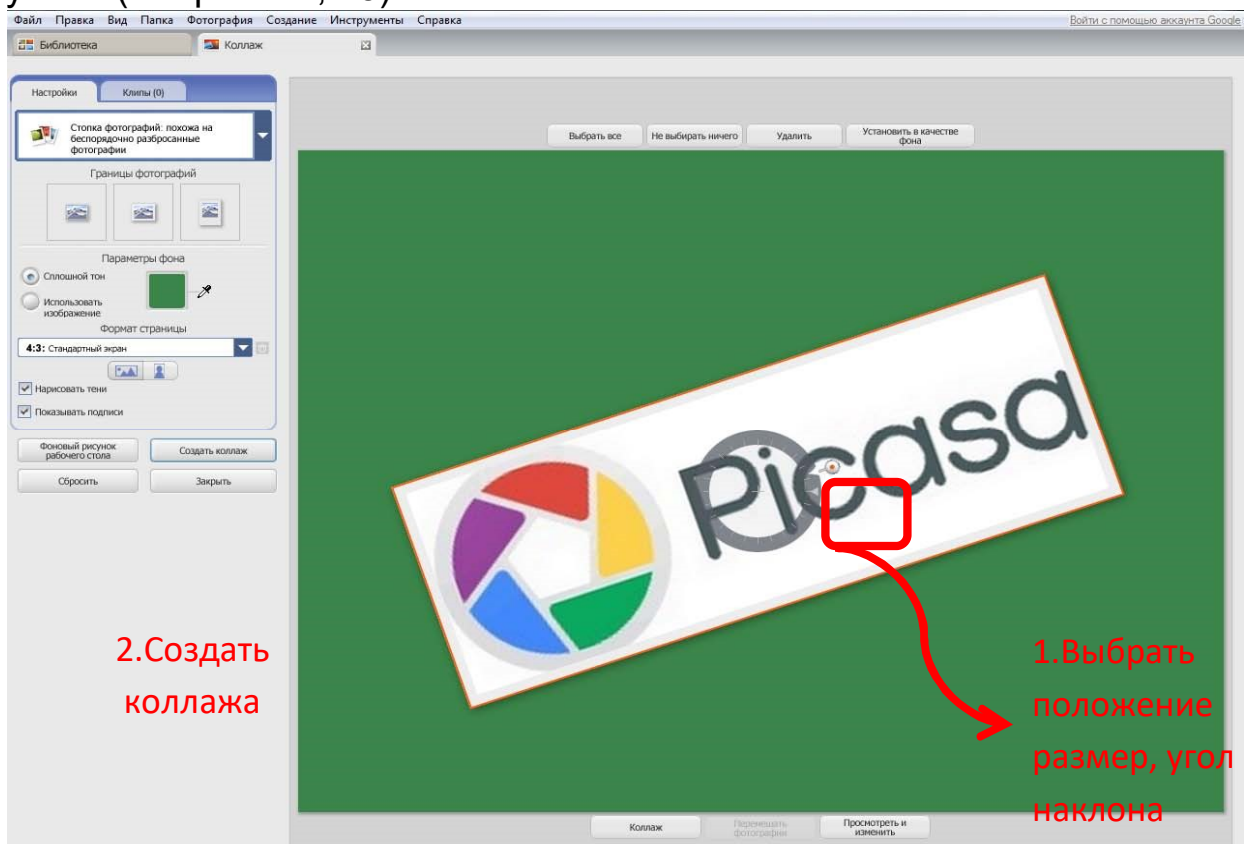 Файл Правка Вид Папка Фотография Создание Инструменты Справка
Войти с помощью аккаунта Google
Библиотека
Коллаж
Настройки
Клипы (0)
Стопка фотографий: похожа на
беспорядочно разбросанные
фотографии
Границы фотографий
Параметры фона
Сплошной тон
Использовать
изображение
Формат страницы
4:3: Стандартный экран
Нарисовать тени
Показывать подписи
Фоновый рисунок
рабочего стола
Создать коллаж
Сбросить
Закрыть
Выбрать все
Не выбирать ничего
Удалить
Установить в качестве
фона
Picasa
2.Создать
коллажа
1.Выбрать
положение
размер, угол
наклона
Коллаж
Перемешать
фотографии
Просмотреть и
изменить